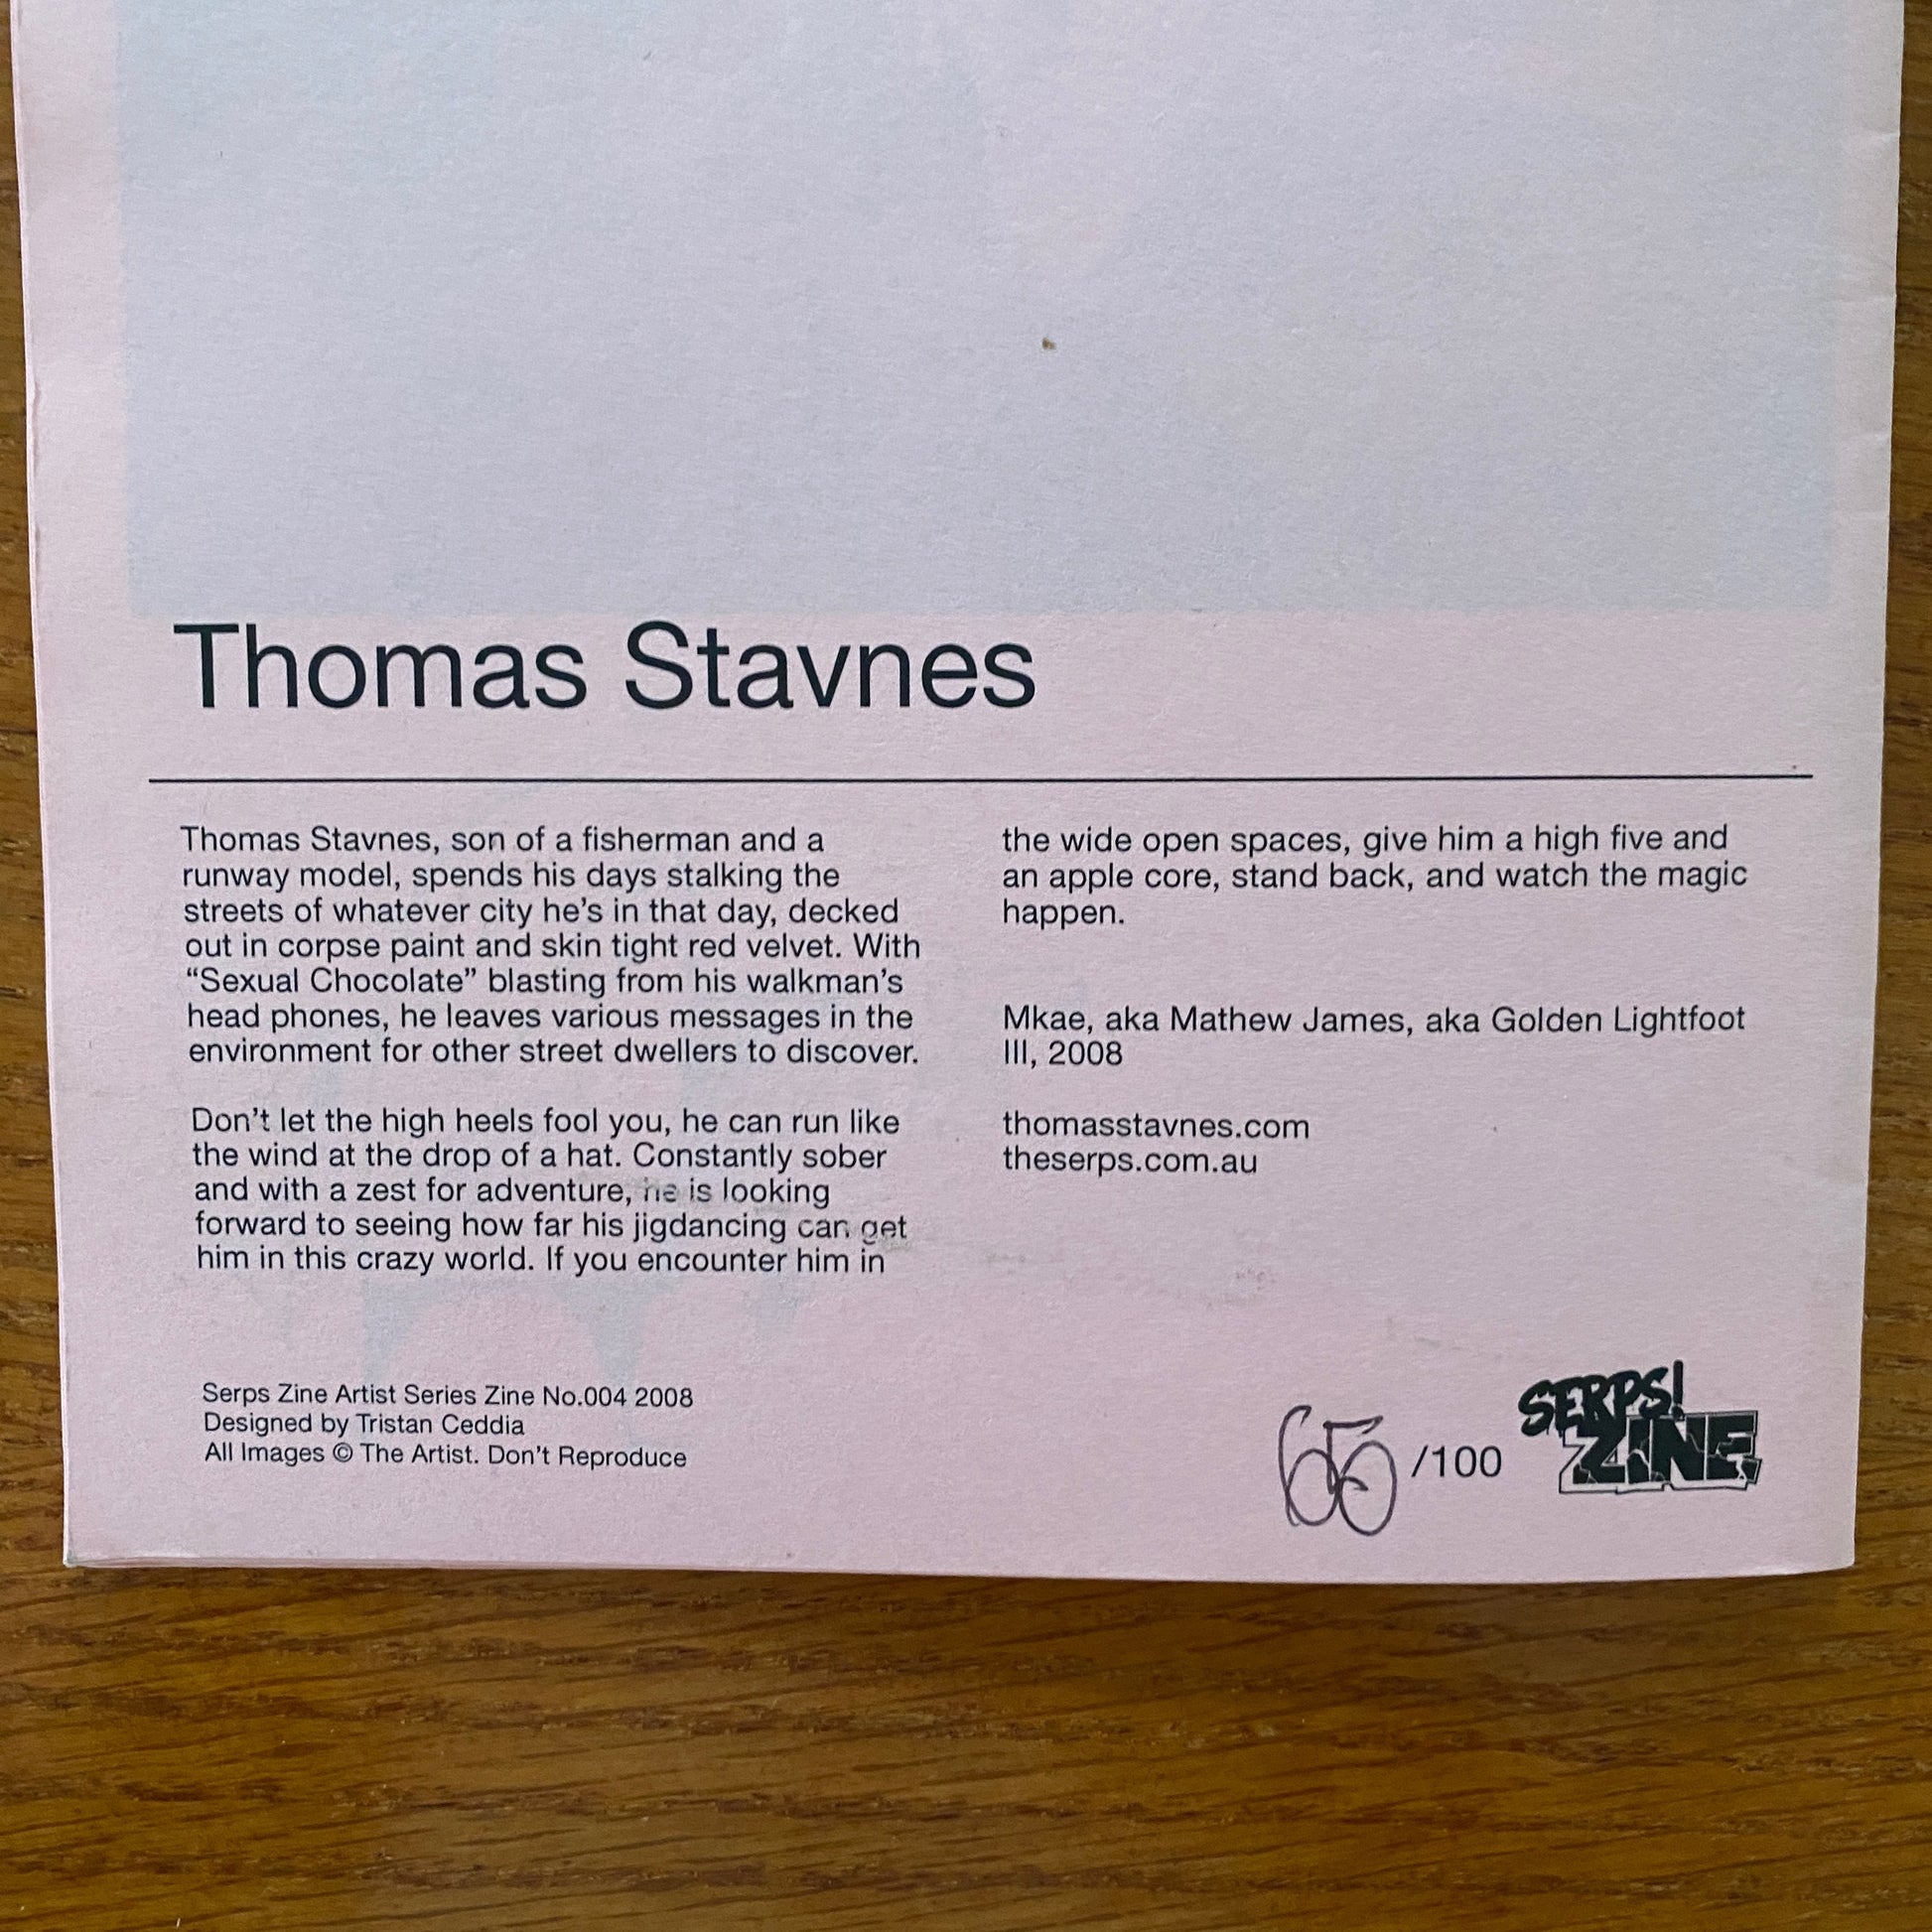 Thomas Stavnes
Thomas Stavnes, son of a fisherman and a
runway model, spends his days stalking the
streets of whatever city he’s in that day, decked
out in corpse paint and skin tight red velvet. With
“Sexual Chocolate” blasting from his walkman’s
head phones, he leaves various messages in the
environment for other street dwellers to discover.
Don’t let the high heels fool you, he can run like
the wind at the drop of a hat. Constantly sober
and with a zest for adventure, he is looking
forward to seeing how far his jigdancing can get
him in this crazy world. If you encounter him in
the wide open spaces, give him a high five and
an apple core, stand back, and watch the magic
happen.
Mkae, aka Mathew James, aka Golden Lightfoot
III, 2008
thomasstavnes.com
theserps.com.au
Serps Zine Artist Series Zine No.004 2008
Designed by Tristan Ceddia
All Images © The Artist. Don’t Reproduce
65 /100
SERPS!
ZINE